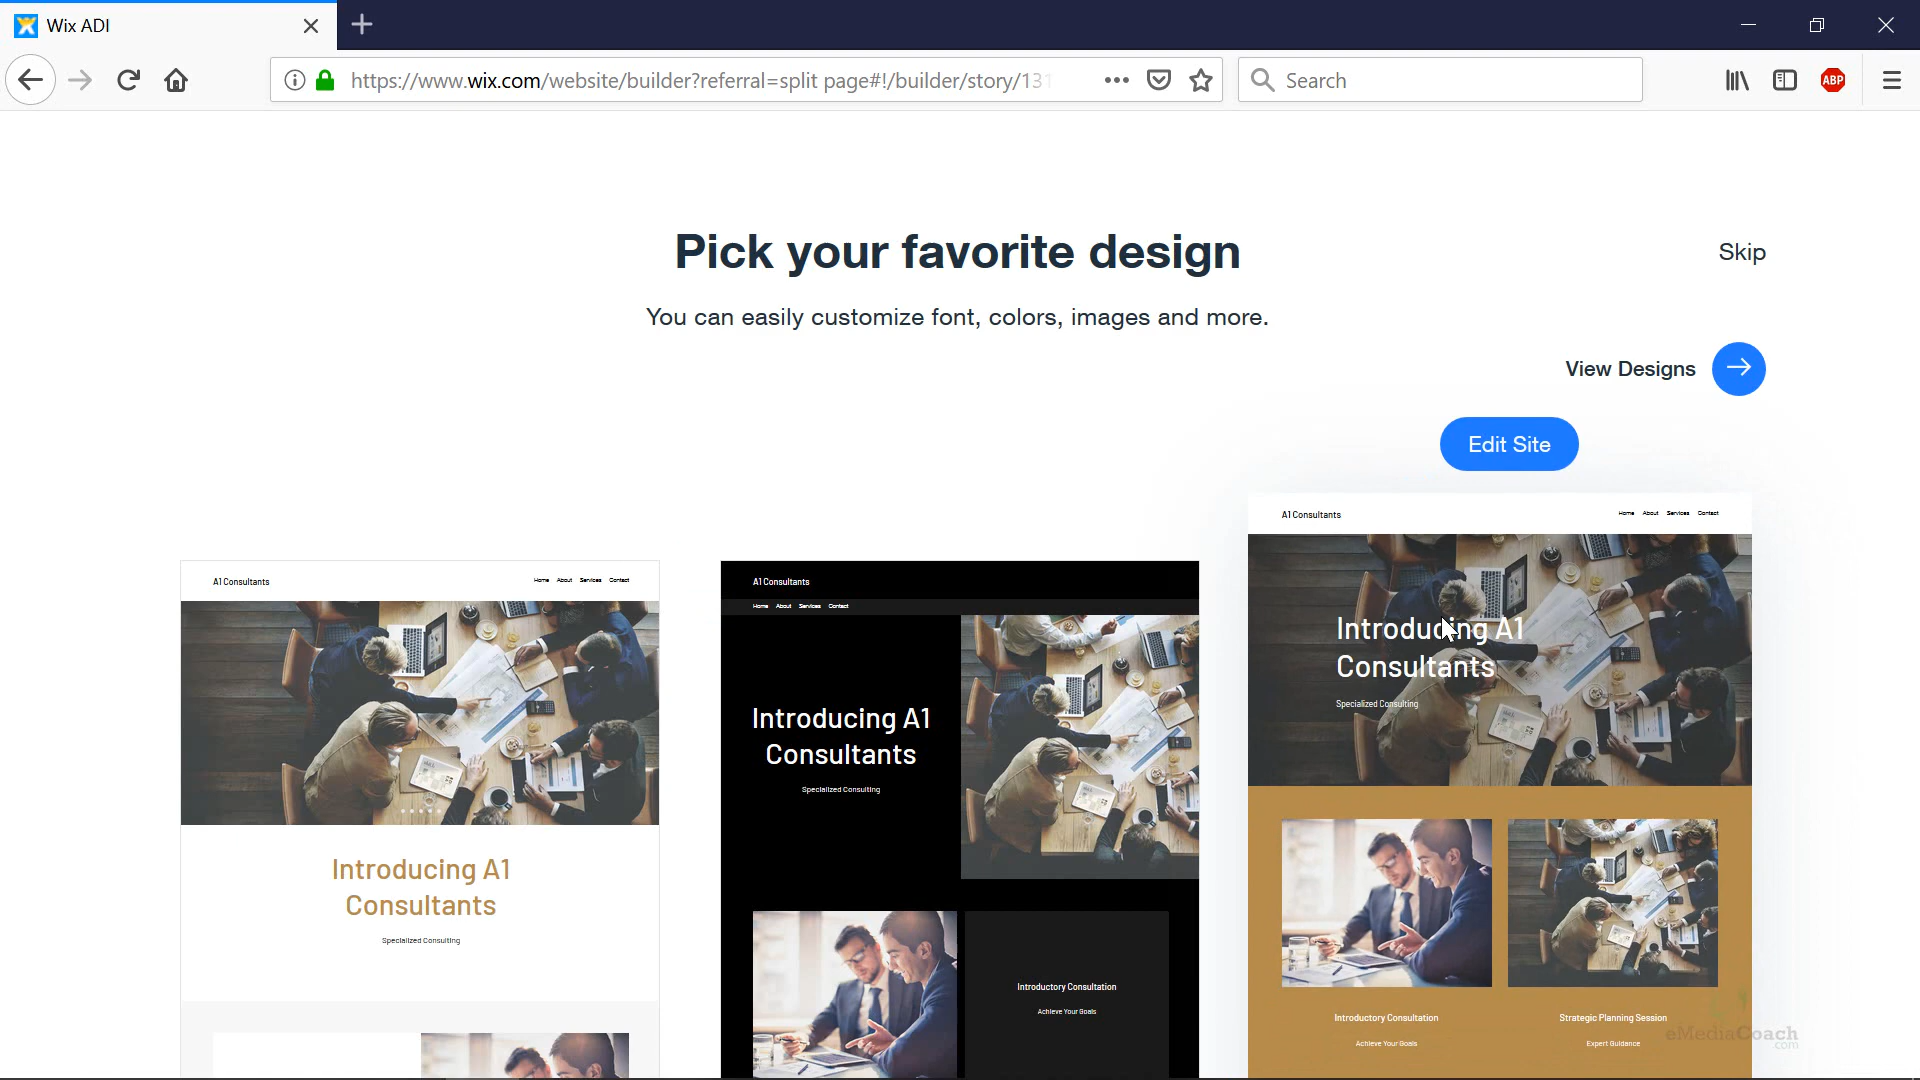 Wix ADI
https://www.wix.com/website/builder?referral=split page#!/builder/story/131
Search
ABP
Pick your favorite design
Skip
You can easily customize font, colors, images and more.
View Designs
Edit Site
A1 Consultants
Home About Services Contact
Introducing A1
Consultants
Specialized Consulting
A1 Consultants
Home About Services Contact
Introducing A1
Consultants
Specialized Consulting
Introductory Consultation
Achieve Your Goals
A1 Consultants
Home About Services Contact
Introducing A1
Consultants
Specialized Consulting
Introductory Consultation
Achieve Your Goals
Strategic Planning Session
Expert Guidance
eMediaCoach
.com